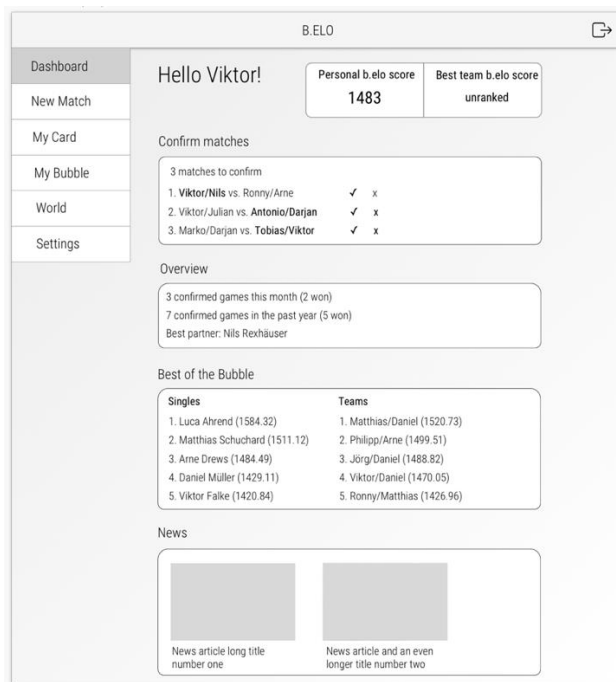 B.ELO
Dashboard
New Match
My Card
My Bubble
World
Settings
Hello Viktor!
Personal b.elo score
1483
Best team b.elo score
unranked
Confirm matches
3 matches to confirm
1. Viktor/Nils vs. Ronny/Arne ✓ x
2. Viktor/Julian vs. Antonio/Darjan ✓ x
3. Marko/Darjan vs. Tobias/Viktor ✓ x
Overview
3 confirmed games this month (2 won)
7 confirmed games in the past year (5 won)
Best partner: Nils Rexhäuser
Best of the Bubble
Singles
1. Luca Ahrend (1584.32)
2. Matthias Schuchard (1511.12)
3. Arne Drews (1484.49)
4. Daniel Müller (1429.11)
5. Viktor Falke (1420.84)
Teams
1. Matthias/Daniel (1520.73)
2. Philipp/Arne (1499.51)
3. Jörg/Daniel (1488.82)
4. Viktor/Daniel (1470.05)
5. Ronny/Matthias (1426.96)
News
News article long title
number one
News article and an even
longer title number two